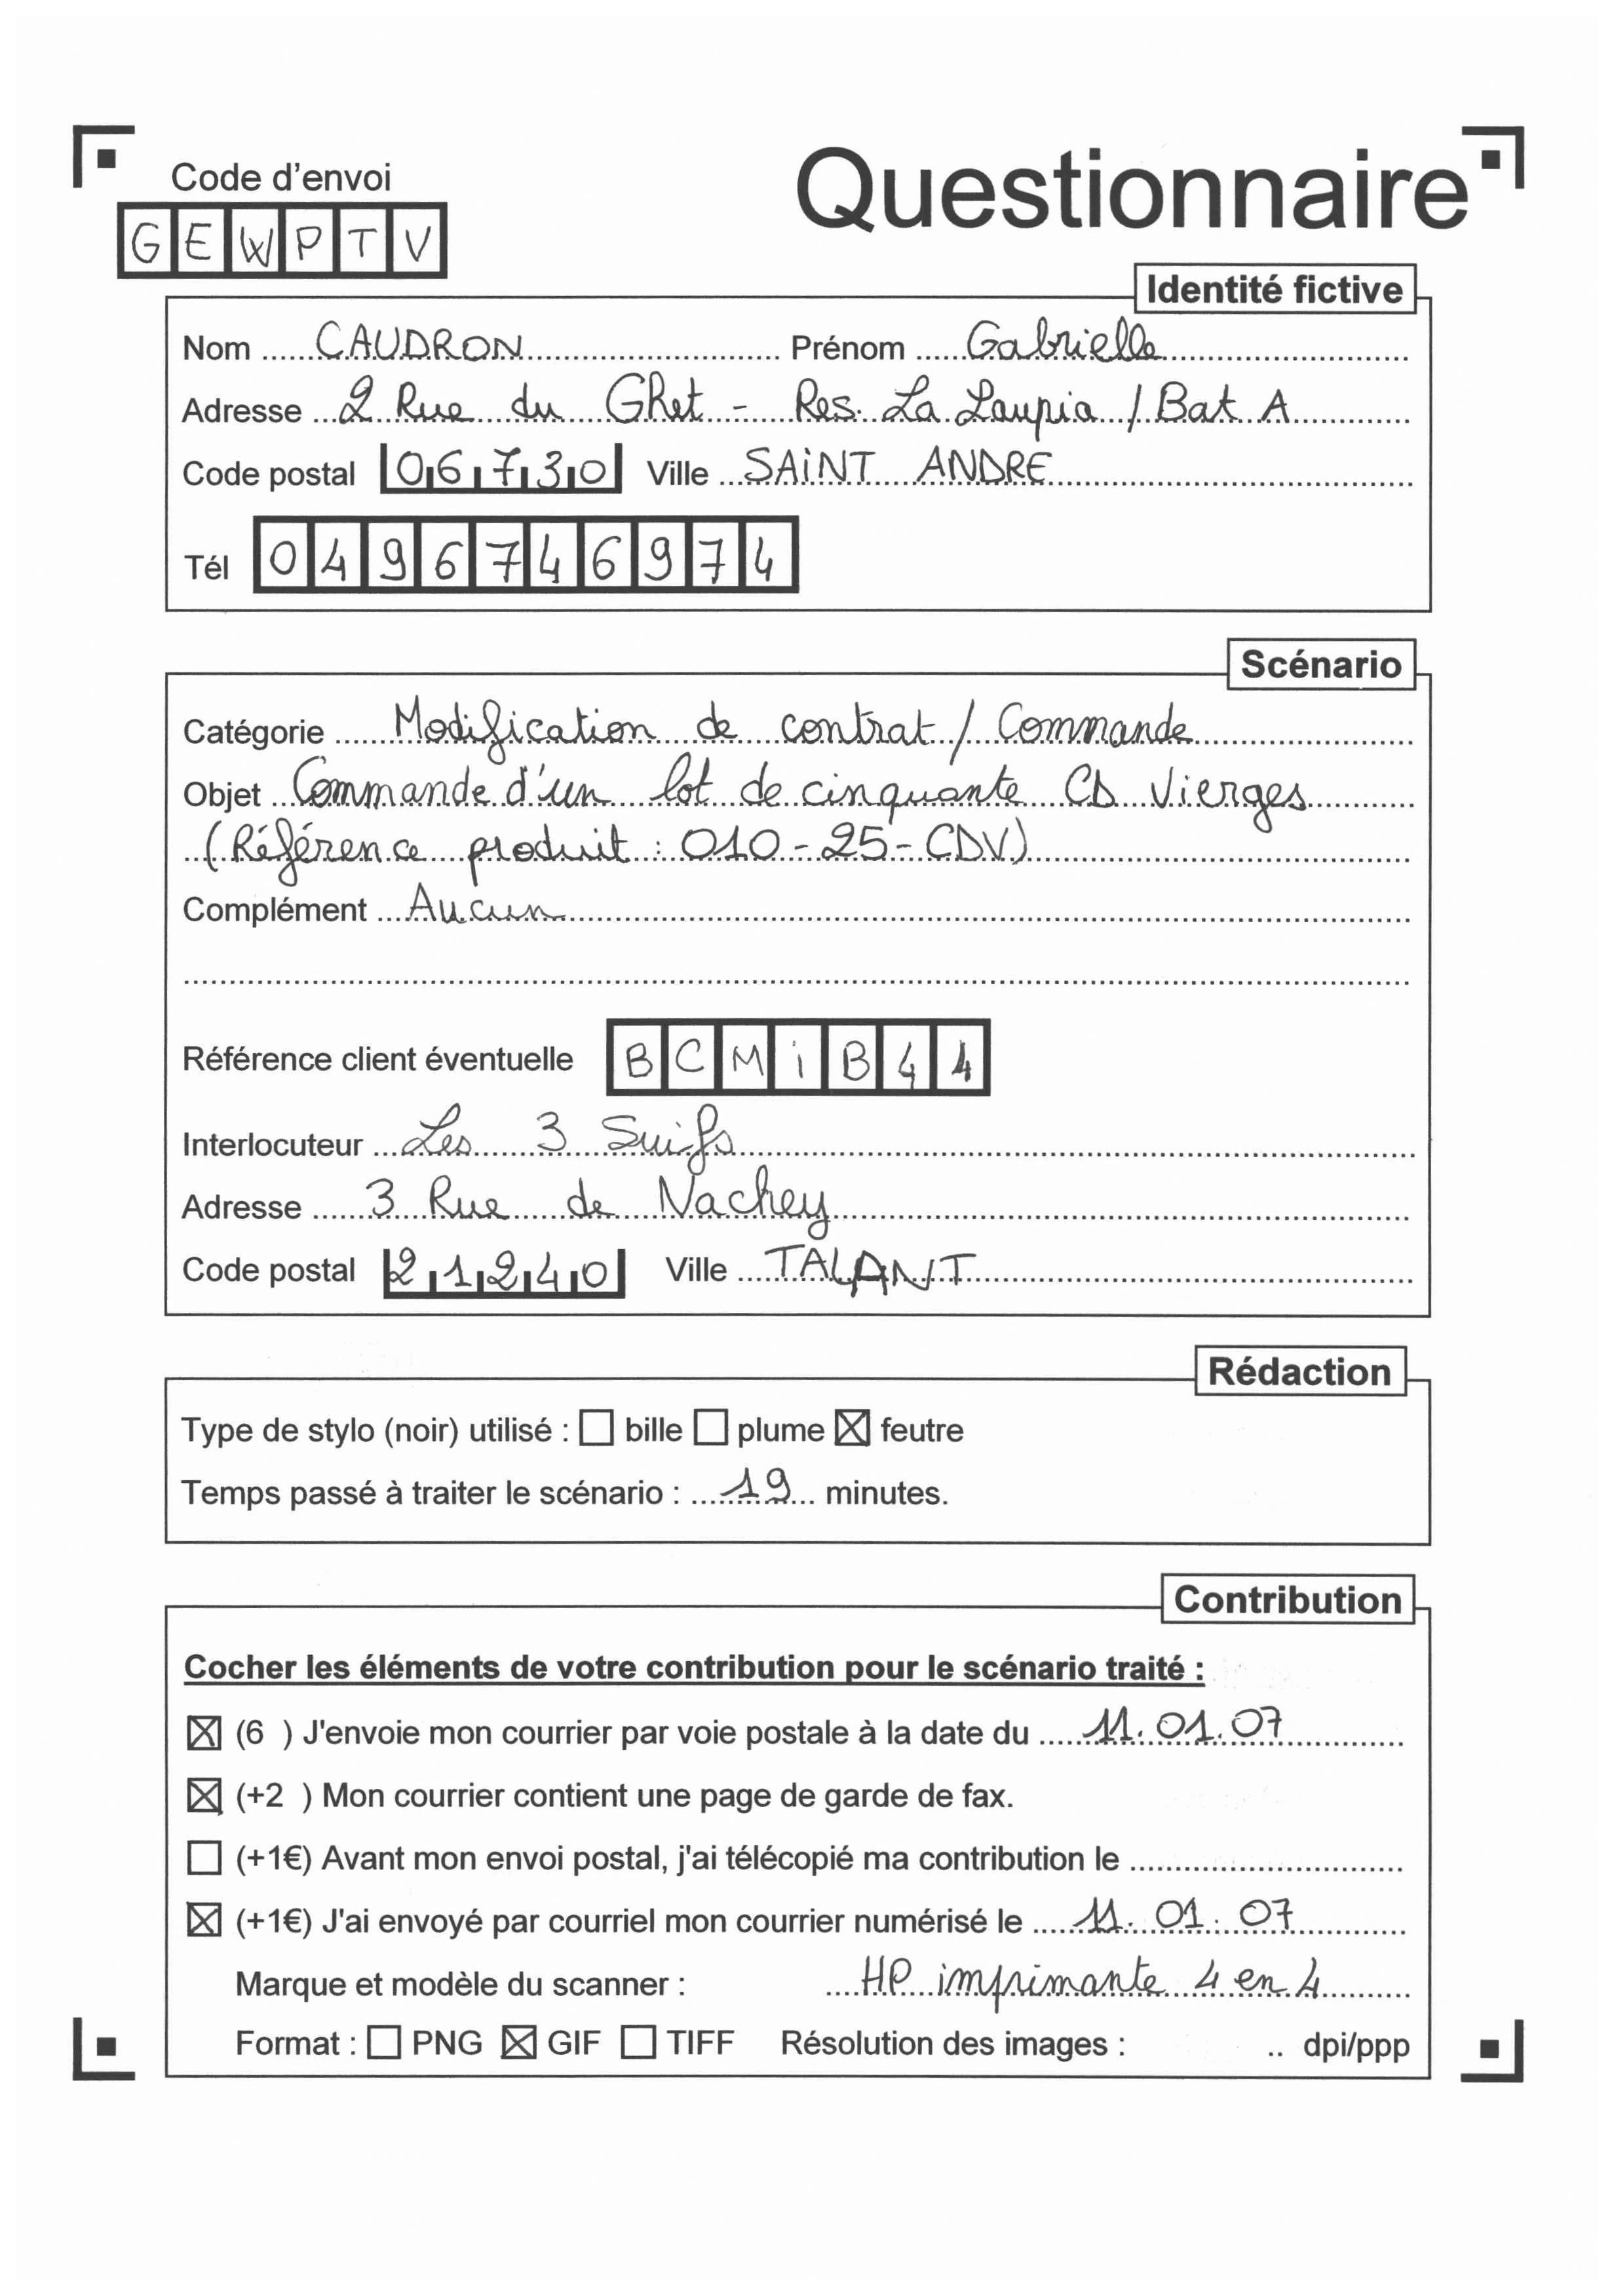 Code d'envoi
Questionnaire
GEWPTV
Identité fictive
Nom ...... CAUDRON ...... Prénom ...... Gabrielle ......
Adresse ... 2 Rue du Ghet - Res. La Laupia / Bat A ......
Code postal 06730 Ville ... SAiNT ANDRE ......
Tél 0496746974
Scénario
Catégorie ...... Modification de contrat / Commande ......
Objet ... Commande d'un lot de cinquante CD Vierges ......
(Référence produit : 010-25-CDV) ......
Complément ... Aucun ......
Référence client éventuelle BCMiB44
Interlocuteur ... Les 3 Suifs ......
Adresse ...... 3 Rue de Nachey ......
Code postal 21240 Ville ... TALANT ......
Rédaction
Type de stylo (noir) utilisé : ☐ bille ☐ plume ☒ feutre
Temps passé à traiter le scénario : ... 19 ... minutes.
Contribution
Cocher les éléments de votre contribution pour le scénario traité :
☒ (6 ) J'envoie mon courrier par voie postale à la date du ..... 11.01.07 ......
☒ (+2 ) Mon courrier contient une page de garde de fax.
☐ (+1€) Avant mon envoi postal, j'ai télécopié ma contribution le ......
☒ (+1€) J'ai envoyé par courriel mon courrier numérisé le ..... 11.01.07 ......
Marque et modèle du scanner : .... HP imprimante 4 en 4 ......
Format : ☐ PNG ☒ GIF ☐ TIFF Résolution des images : .. dpi/ppp